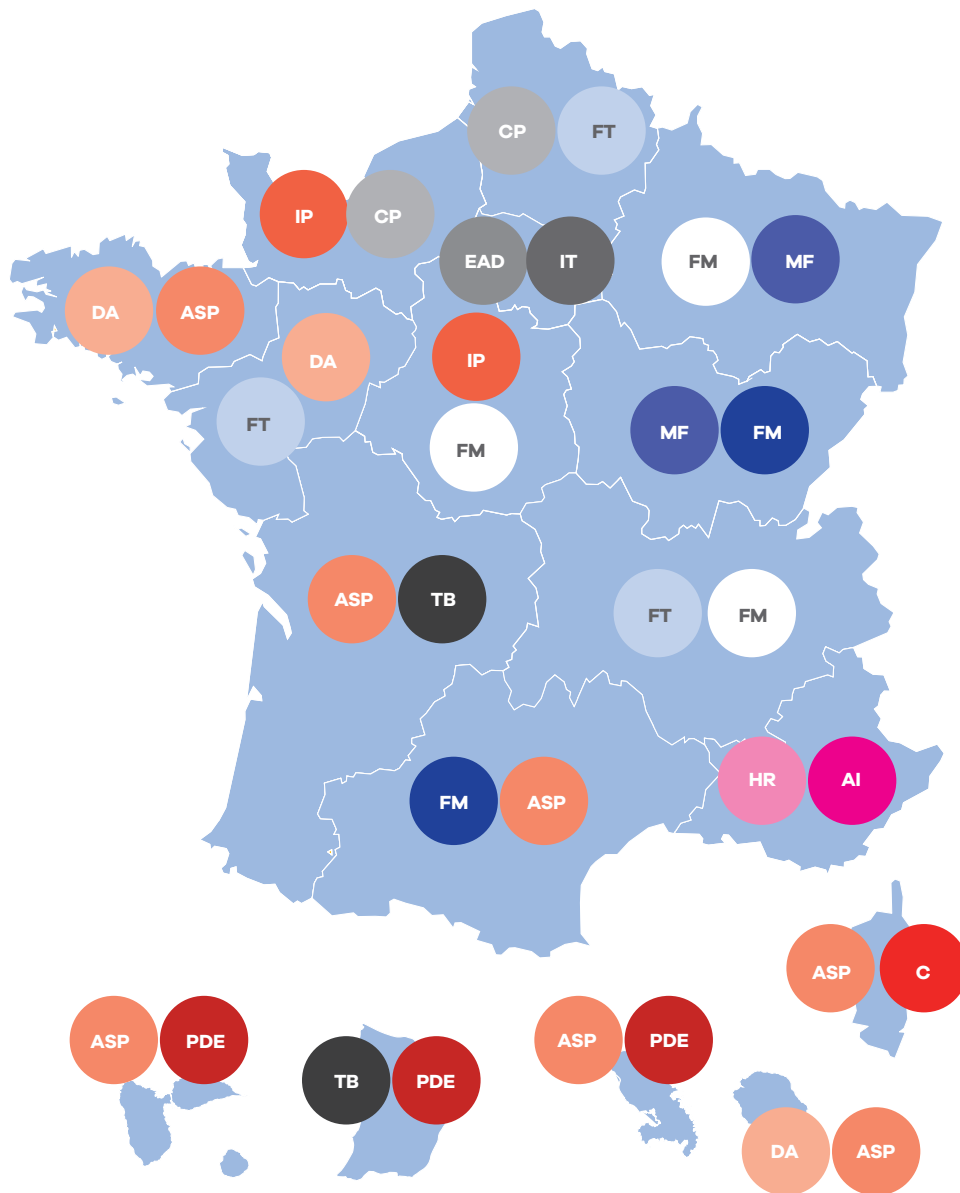 CP FT
IP CP
EAD IT
FM MF
DA ASP
DA
IP
FT
FM
MF FM
ASP TB
FT FM
HR AI
FM ASP
ASP C
ASP PDE
TB PDE
ASP PDE
DA ASP